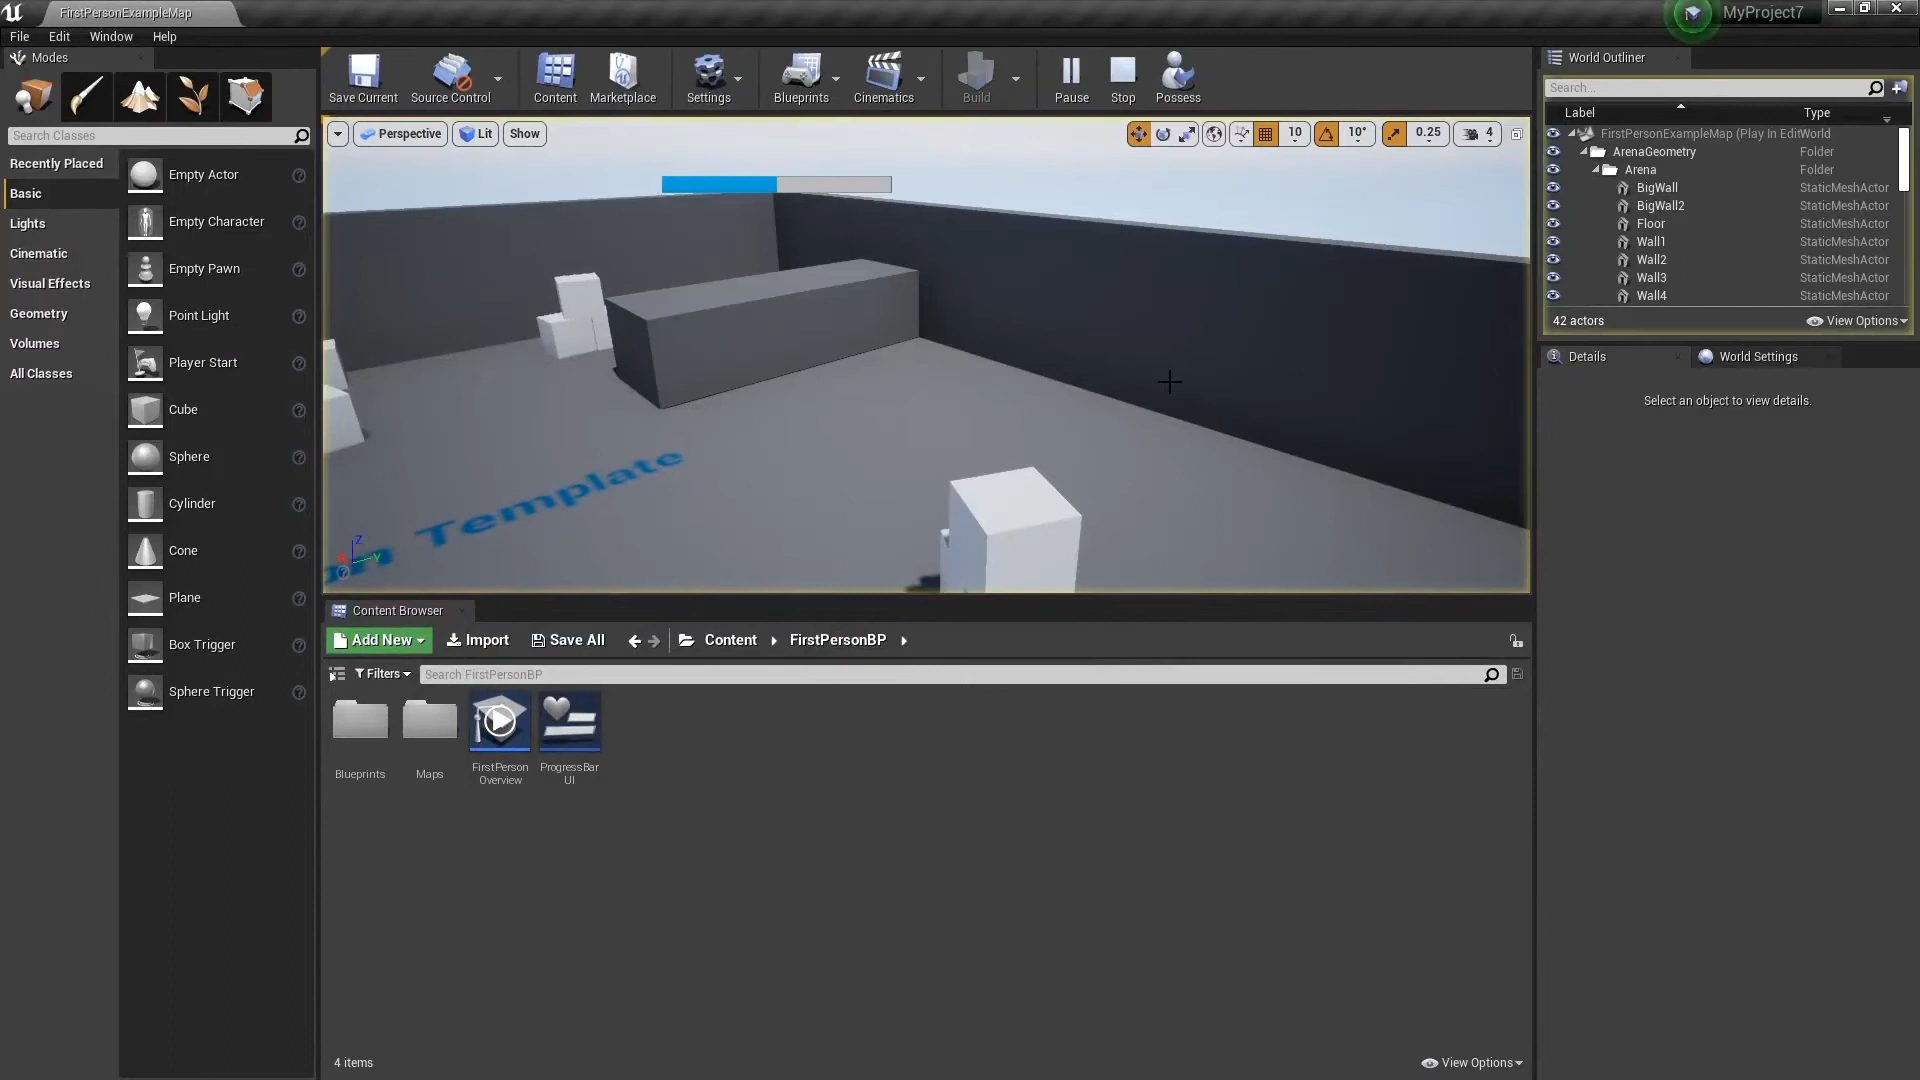 FirstPersonExampleMap
MyProject7
File Edit Window Help
Modes
Save Current
Source Control
Content
Marketplace
Settings
Blueprints
Cinematics
Build
Pause
Stop
Possess
World Outliner
Search Classes
Recently Placed
Basic
Lights
Cinematic
Visual Effects
Geometry
Volumes
All Classes
Empty Actor
Empty Character
Empty Pawn
Point Light
Player Start
Cube
Sphere
Cylinder
Cone
Plane
Box Trigger
Sphere Trigger
Perspective
Lit
Show
10
10°
0.25
4
Template
Z
X
Y
Search...
Label Type
FirstPersonExampleMap (Play In Edit World
ArenaGeometry Folder
Arena Folder
BigWall StaticMeshActor
BigWall2 StaticMeshActor
Floor StaticMeshActor
Wall1 StaticMeshActor
Wall2 StaticMeshActor
Wall3 StaticMeshActor
Wall4 StaticMeshActor
42 actors
View Options
Details
World Settings
Select an object to view details.
Content Browser
Add New
Import
Save All
Content
FirstPersonBP
Filters
Search FirstPersonBP
Blueprints
Maps
FirstPerson
Overview
ProgressBar
UI
4 items
View Options